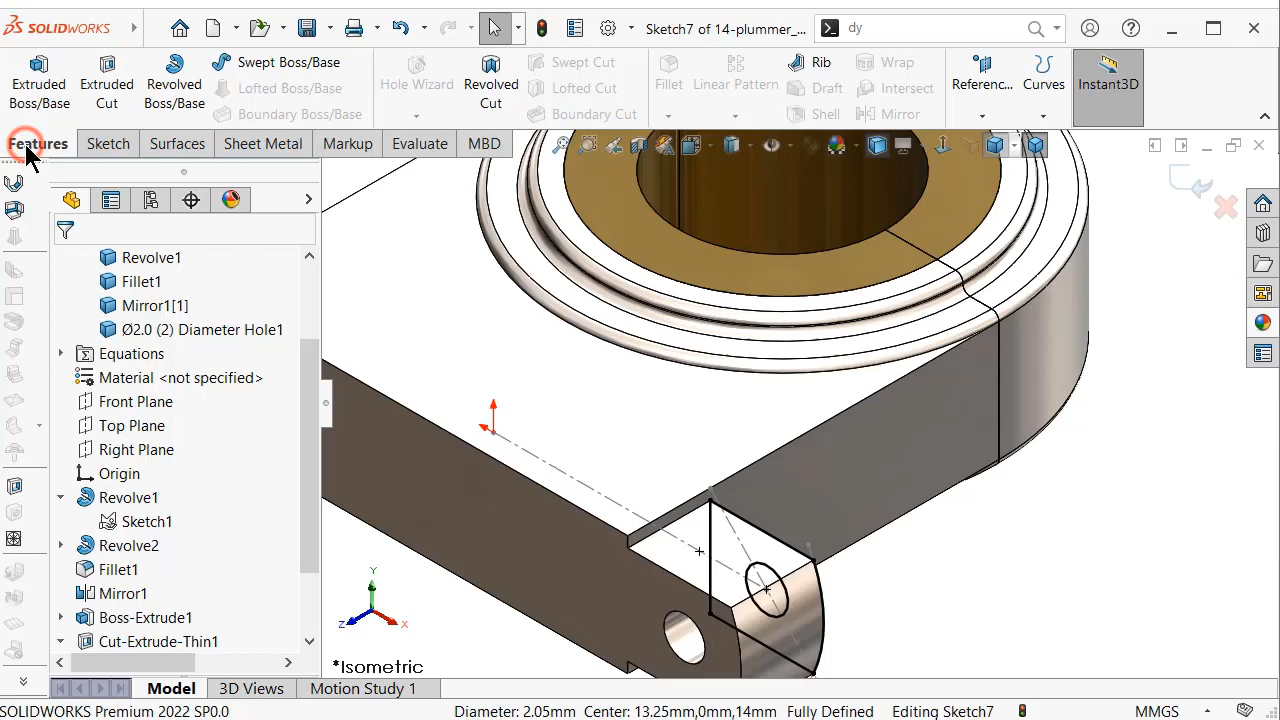 SOLIDWORKS
Sketch7 of 14-plummer_...
dy
Extruded Boss/Base
Extruded Cut
Revolved Boss/Base
Swept Boss/Base
Lofted Boss/Base
Boundary Boss/Base
Hole Wizard
Revolved Cut
Swept Cut
Lofted Cut
Boundary Cut
Fillet
Linear Pattern
Rib
Draft
Shell
Wrap
Intersect
Mirror
Referenc...
Curves
Instant3D
Features
Sketch
Surfaces
Sheet Metal
Markup
Evaluate
MBD
Revolve1
Fillet1
Mirror1[1]
Ø2.0 (2) Diameter Hole1
Equations
Material <not specified>
Front Plane
Top Plane
Right Plane
Origin
Revolve1
Sketch1
Revolve2
Fillet1
Mirror1
Boss-Extrude1
Cut-Extrude-Thin1
Y
Z
X
*Isometric
Model
3D Views
Motion Study 1
SOLIDWORKS Premium 2022 SP0.0
Diameter: 2.05mm
Center: 13.25mm,0mm,14mm
Fully Defined
Editing Sketch7
MMGS